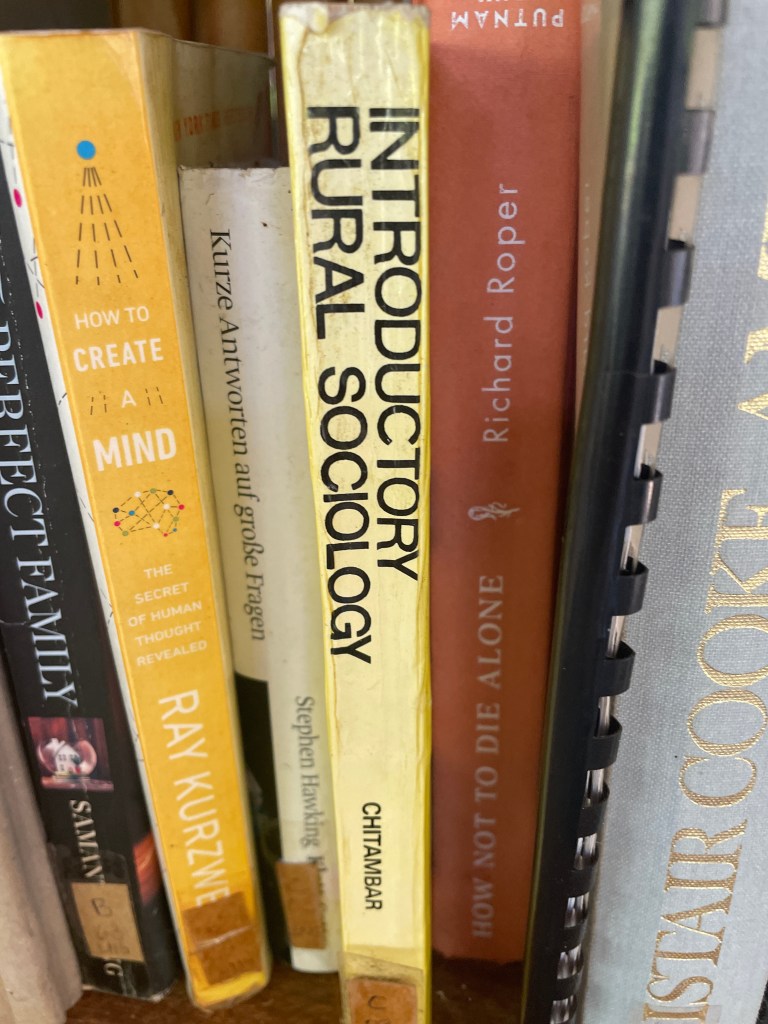 PERFECT FAMILY
SAMAN
HOW TO
CREATE
A
MIND
THE
SECRET
OF HUMAN
THOUGHT
REVEALED
RAY KURZWE
Kurze Antworten auf große Fragen
Stephen Hawking
INTRODUCTORY
RURAL SOCIOLOGY
CHITAMBAR
PUTNAM
Richard Roper
HOW NOT TO DIE ALONE
ISTAIR COOKE